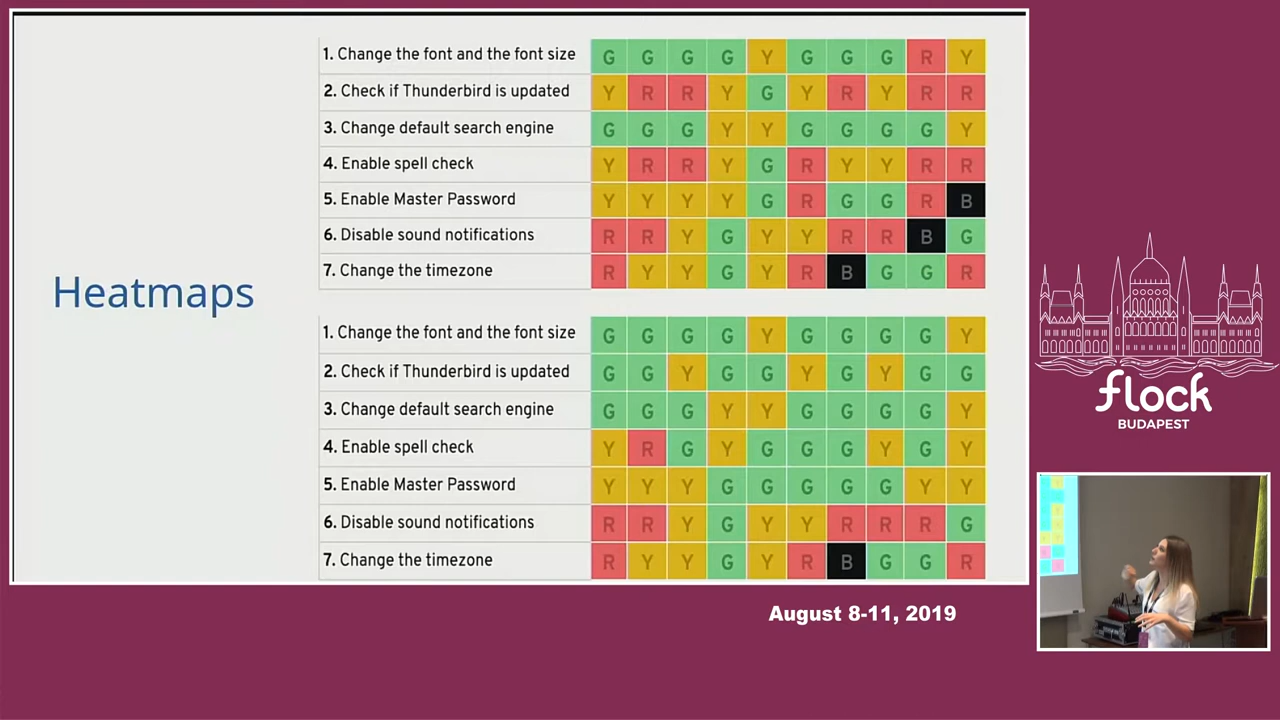 Heatmaps
1. Change the font and the font size G G G G Y G G G R Y
2. Check if Thunderbird is updated Y R R Y G Y R Y R R
3. Change default search engine G G G Y Y G G G G Y
4. Enable spell check Y R R Y G R Y Y R R
5. Enable Master Password Y Y Y Y G R G G R B
6. Disable sound notifications R R Y G Y Y R R B G
7. Change the timezone R Y Y G Y R B G G R
1. Change the font and the font size G G G G Y G G G G Y
2. Check if Thunderbird is updated G G Y G G Y G Y G G
3. Change default search engine G G G Y Y G G G G Y
4. Enable spell check Y R G Y G G G Y G Y
5. Enable Master Password Y Y Y G G G G G Y Y
6. Disable sound notifications R R Y G Y Y R R R G
7. Change the timezone R Y Y G Y R B G G R
flock
BUDAPEST
August 8-11, 2019